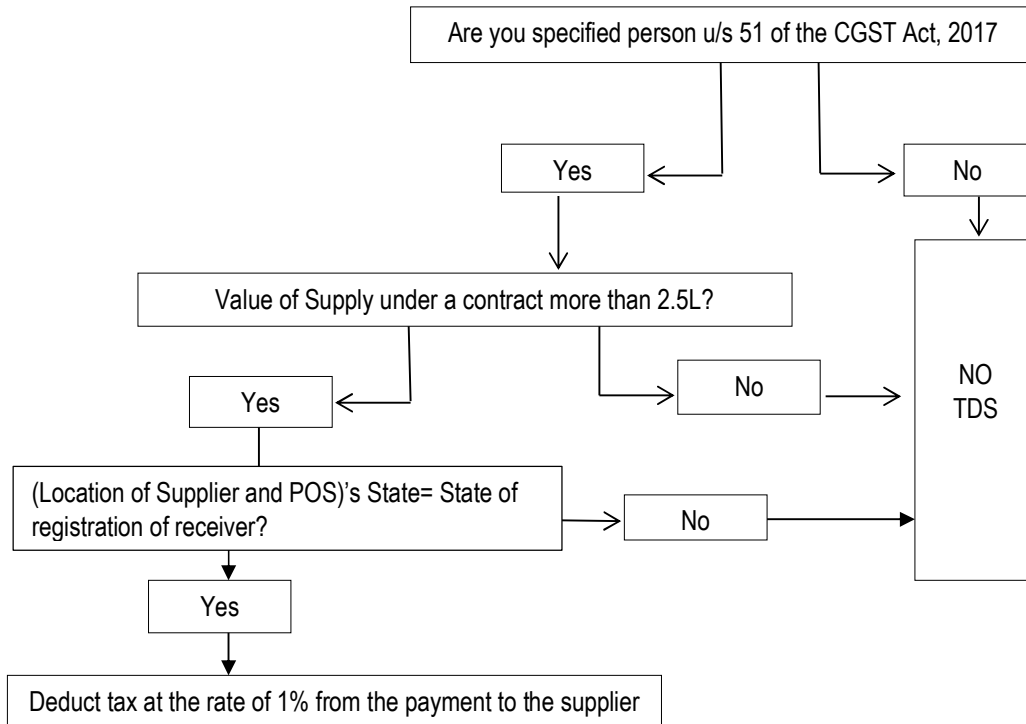 Are you specified person u/s 51 of the CGST Act, 2017
Yes
No
Value of Supply under a contract more than 2.5L?
Yes
No
NO
TDS
(Location of Supplier and POS)’s State= State of
registration of receiver?
No
Yes
Deduct tax at the rate of 1% from the payment to the supplier